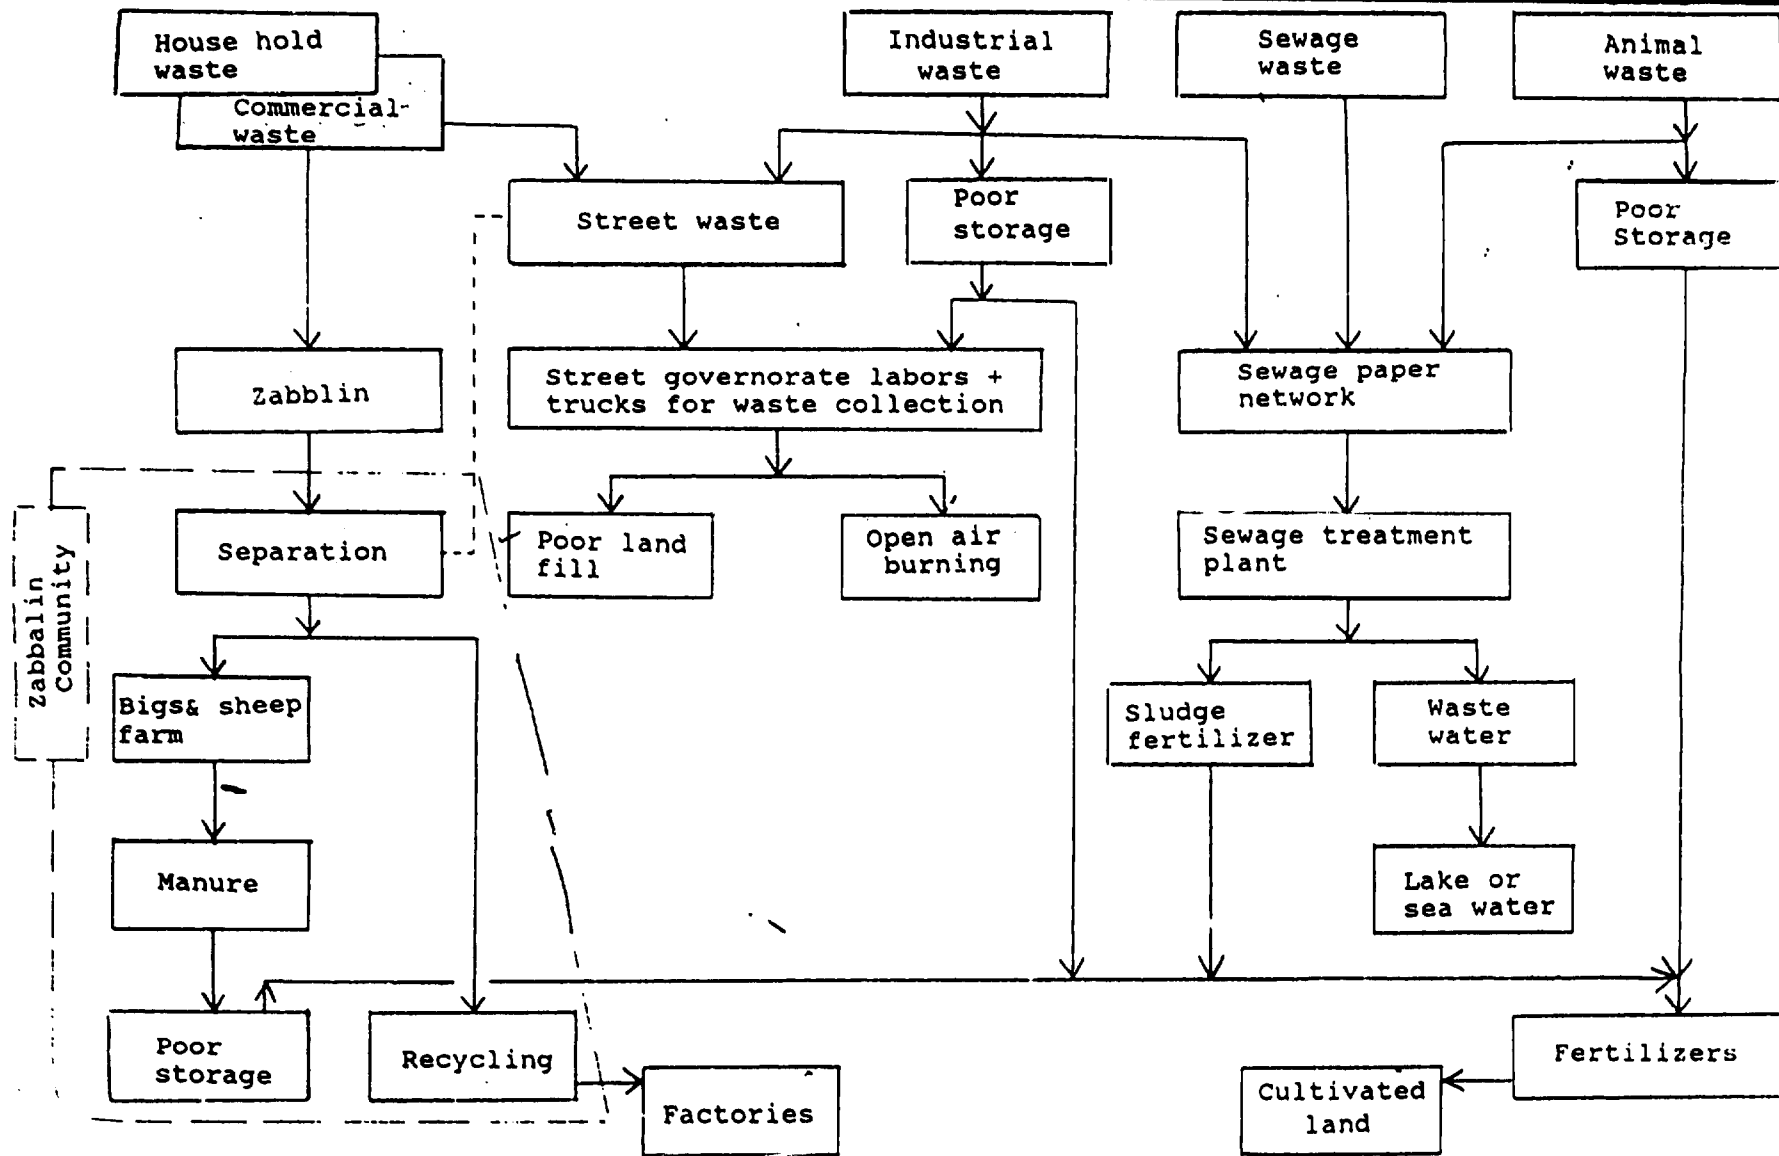 House hold
waste
Commercial-
waste
Industrial
waste
Sewage
waste
Animal
waste
Street waste
Poor
storage
Poor
Storage
Zabblin
Street governorate labors +
trucks for waste collection
Sewage paper
network
Separation
Poor land
fill
Open air
burning
Sewage treatment
plant
Zabbalin
Community
Bigs& sheep
farm
Sludge
fertilizer
Waste
water
Manure
Lake or
sea water
Poor
storage
Recycling
Factories
Cultivated
land
Fertilizers